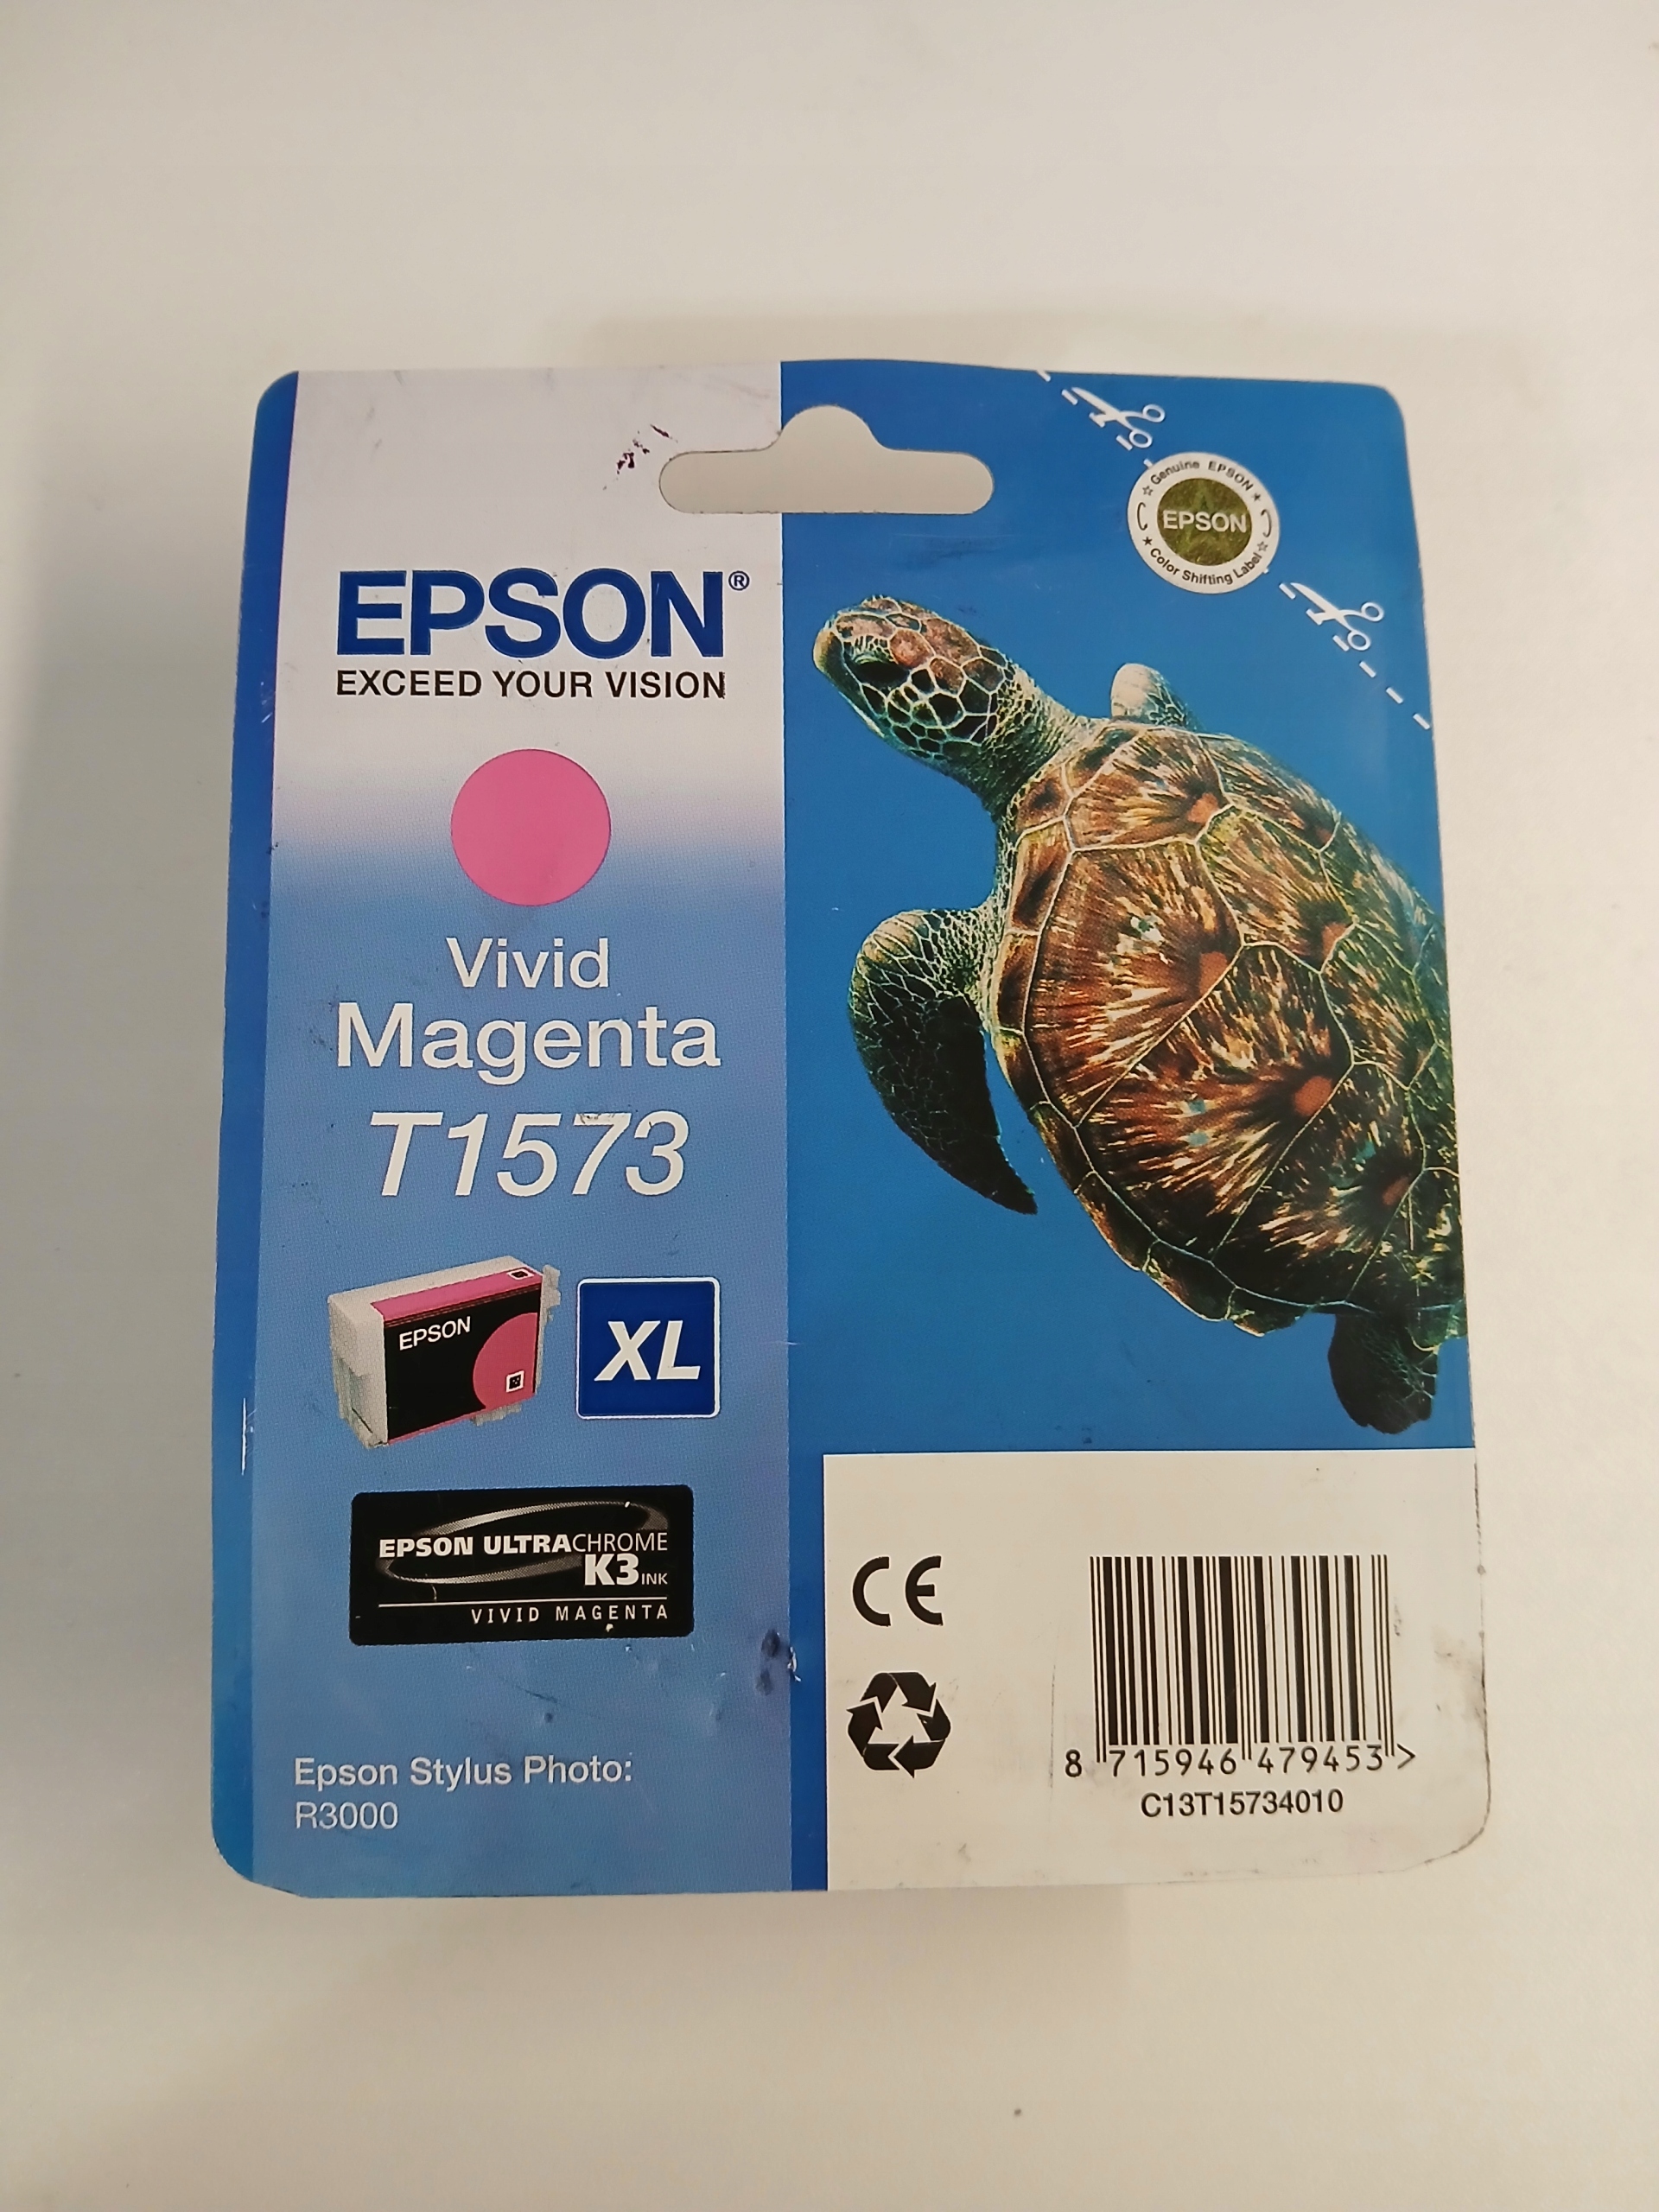 EPSON®
EXCEED YOUR VISION
Vivid
Magenta
T1573
EPSON
XL
EPSON ULTRACHROME
K3 INK
VIVID MAGENTA
Epson Stylus Photo:
R3000
Genuine EPSON
EPSON
Color Shifting Label
CE
8 715946 479453 >
C13T15734010